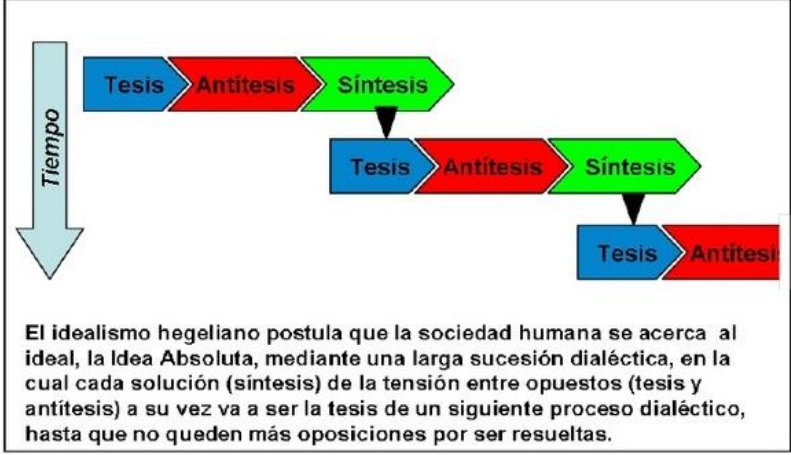 Tiempo
Tesis Antítesis Síntesis
Tesis Antítesis Síntesis
Tesis Antítesi
El idealismo hegeliano postula que la sociedad humana se acerca al
ideal, la Idea Absoluta, mediante una larga sucesión dialéctica, en la
cual cada solución (síntesis) de la tensión entre opuestos (tesis y
antítesis) a su vez va a ser la tesis de un siguiente proceso dialéctico,
hasta que no queden más oposiciones por ser resueltas.